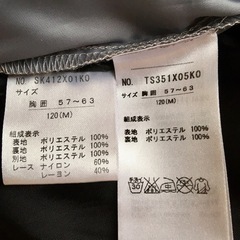 NO. SK412X01KO
サイズ
胸囲 57～63
120(M)
組成表示
表地 ポリエステル 100%
裏地 ポリエステル 100%
別地 ポリエステル 100%
レース ナイロン 60%
レーヨン 40%
NO. TS351X05KO
サイズ
胸囲 57～63
120(M)
組成表示
表地 ポリエステル 100%
裏地 ポリエステル 100%